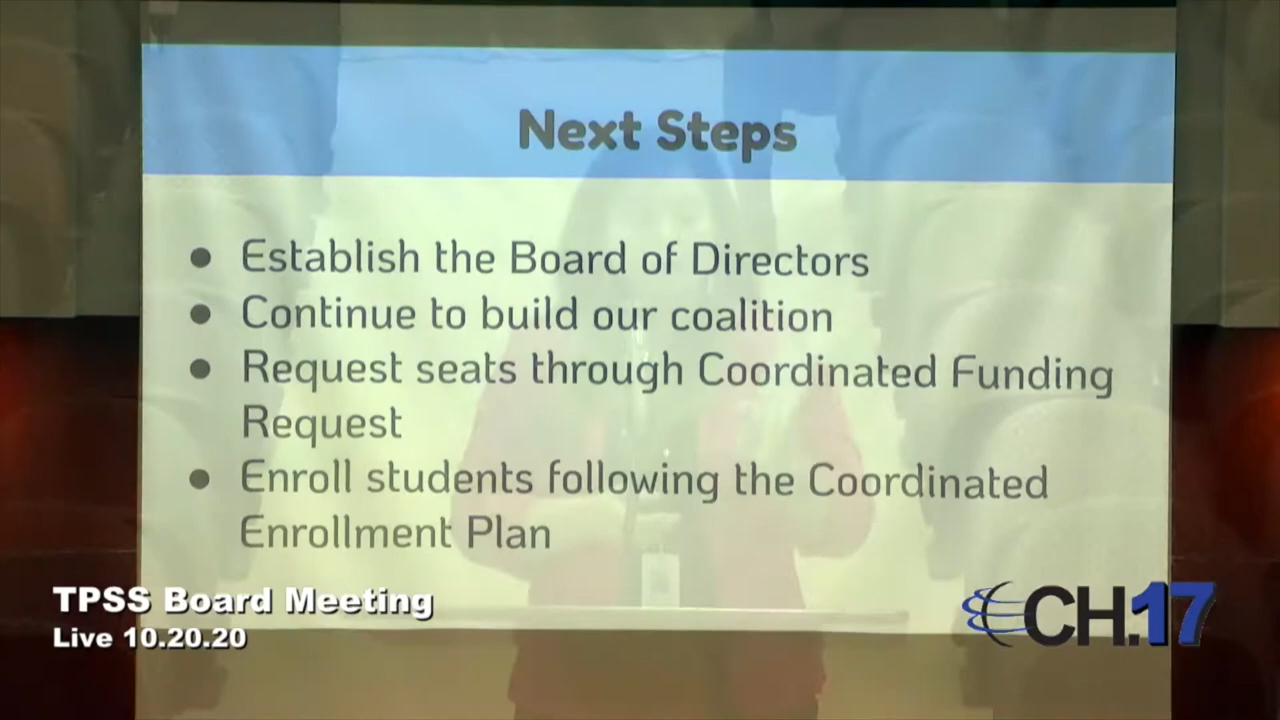 Next Steps
● Establish the Board of Directors
● Continue to build our coalition
● Request seats through Coordinated Funding
Request
● Enroll students following the Coordinated
Enrollment Plan
TPSS Board Meeting
Live 10.20.20
CH.17